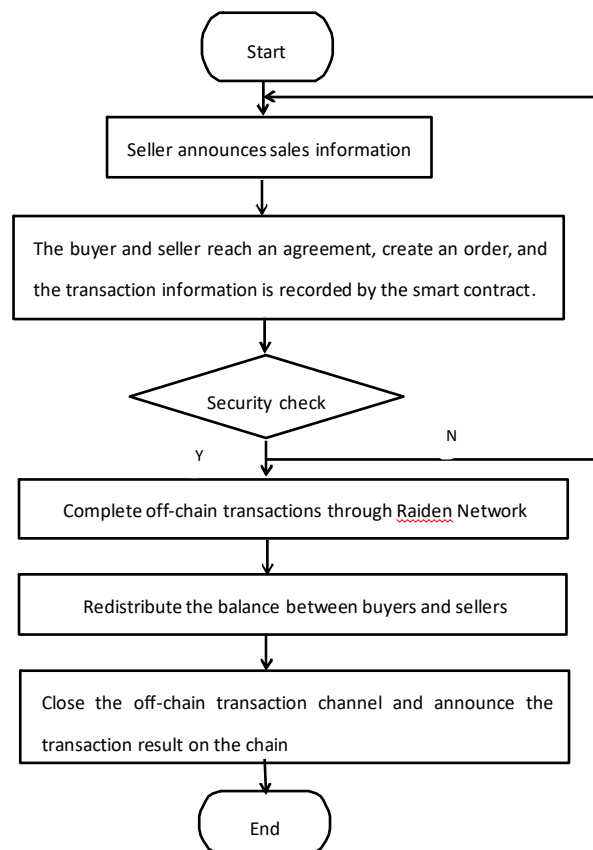 Start
Seller announces sales information
The buyer and seller reach an agreement, create an order, and
the transaction information is recorded by the smart contract.
Security check
N
Y
Complete off-chain transactions through Raiden Network
Redistribute the balance between buyers and sellers
Close the off-chain transaction channel and announce the
transaction result on the chain
End